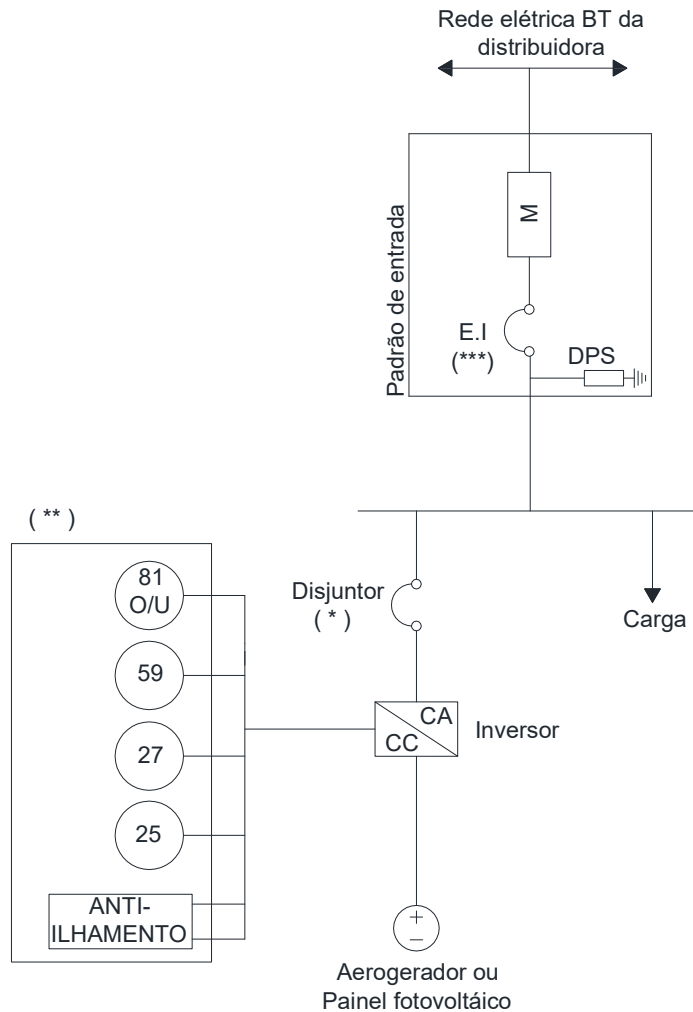 Rede elétrica BT da
distribuidora
Padrão de entrada
M
E.I
(***)
DPS
( ** )
81
O/U
59
27
25
ANTI-
ILHAMENTO
Disjuntor
( * )
Carga
CA
CC
Inversor
Aerogerador ou
Painel fotovoltáico